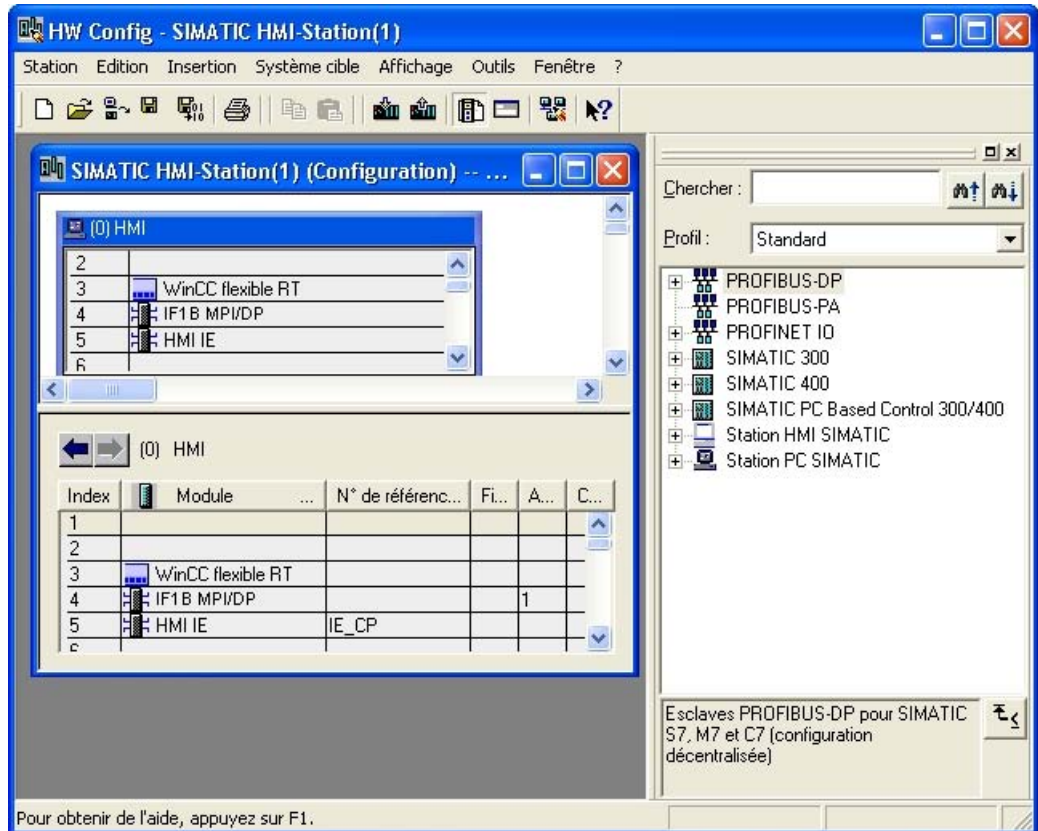 HW Config - SIMATIC HMI-Station(1)
Station Edition Insertion Système cible Affichage Outils Fenêtre ?
SIMATIC HMI-Station(1) (Configuration) -- ...
(0) HMI
2
3 WinCC flexible RT
4 IF1B MPI/DP
5 HMI IE
6
(0) HMI
Index Module ... N° de référenc... Fi... A... C...
1
2
3 WinCC flexible RT
4 IF1B MPI/DP 1
5 HMI IE IE_CP
Chercher :
Profil : Standard
PROFIBUS-DP
PROFIBUS-PA
PROFINET IO
SIMATIC 300
SIMATIC 400
SIMATIC PC Based Control 300/400
Station HMI SIMATIC
Station PC SIMATIC
Esclaves PROFIBUS-DP pour SIMATIC
S7, M7 et C7 (configuration
décentralisée)
Pour obtenir de l'aide, appuyez sur F1.